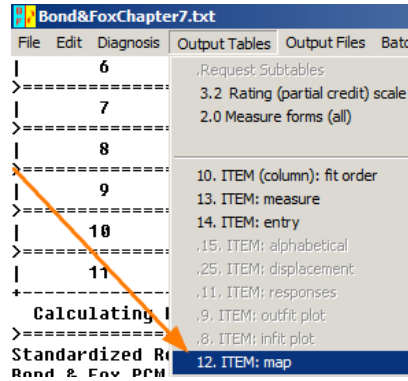 Bond&FoxChapter7.txt
File Edit Diagnosis Output Tables Output Files Batc
| 6
>==========
| 7
>==========
| 8
>==========
| 9
>==========
| 10
>==========
| 11
+----------
Calculating
>==========
Standardized Re
Bond & Fox PCM
.Request Subtables
3.2 Rating (partial credit) scale
2.0 Measure forms (all)
10. ITEM (column): fit order
13. ITEM: measure
14. ITEM: entry
.15. ITEM: alphabetical
.25. ITEM: displacement
.11. ITEM: responses
.9. ITEM: outfit plot
.8. ITEM: infit plot
12. ITEM: map